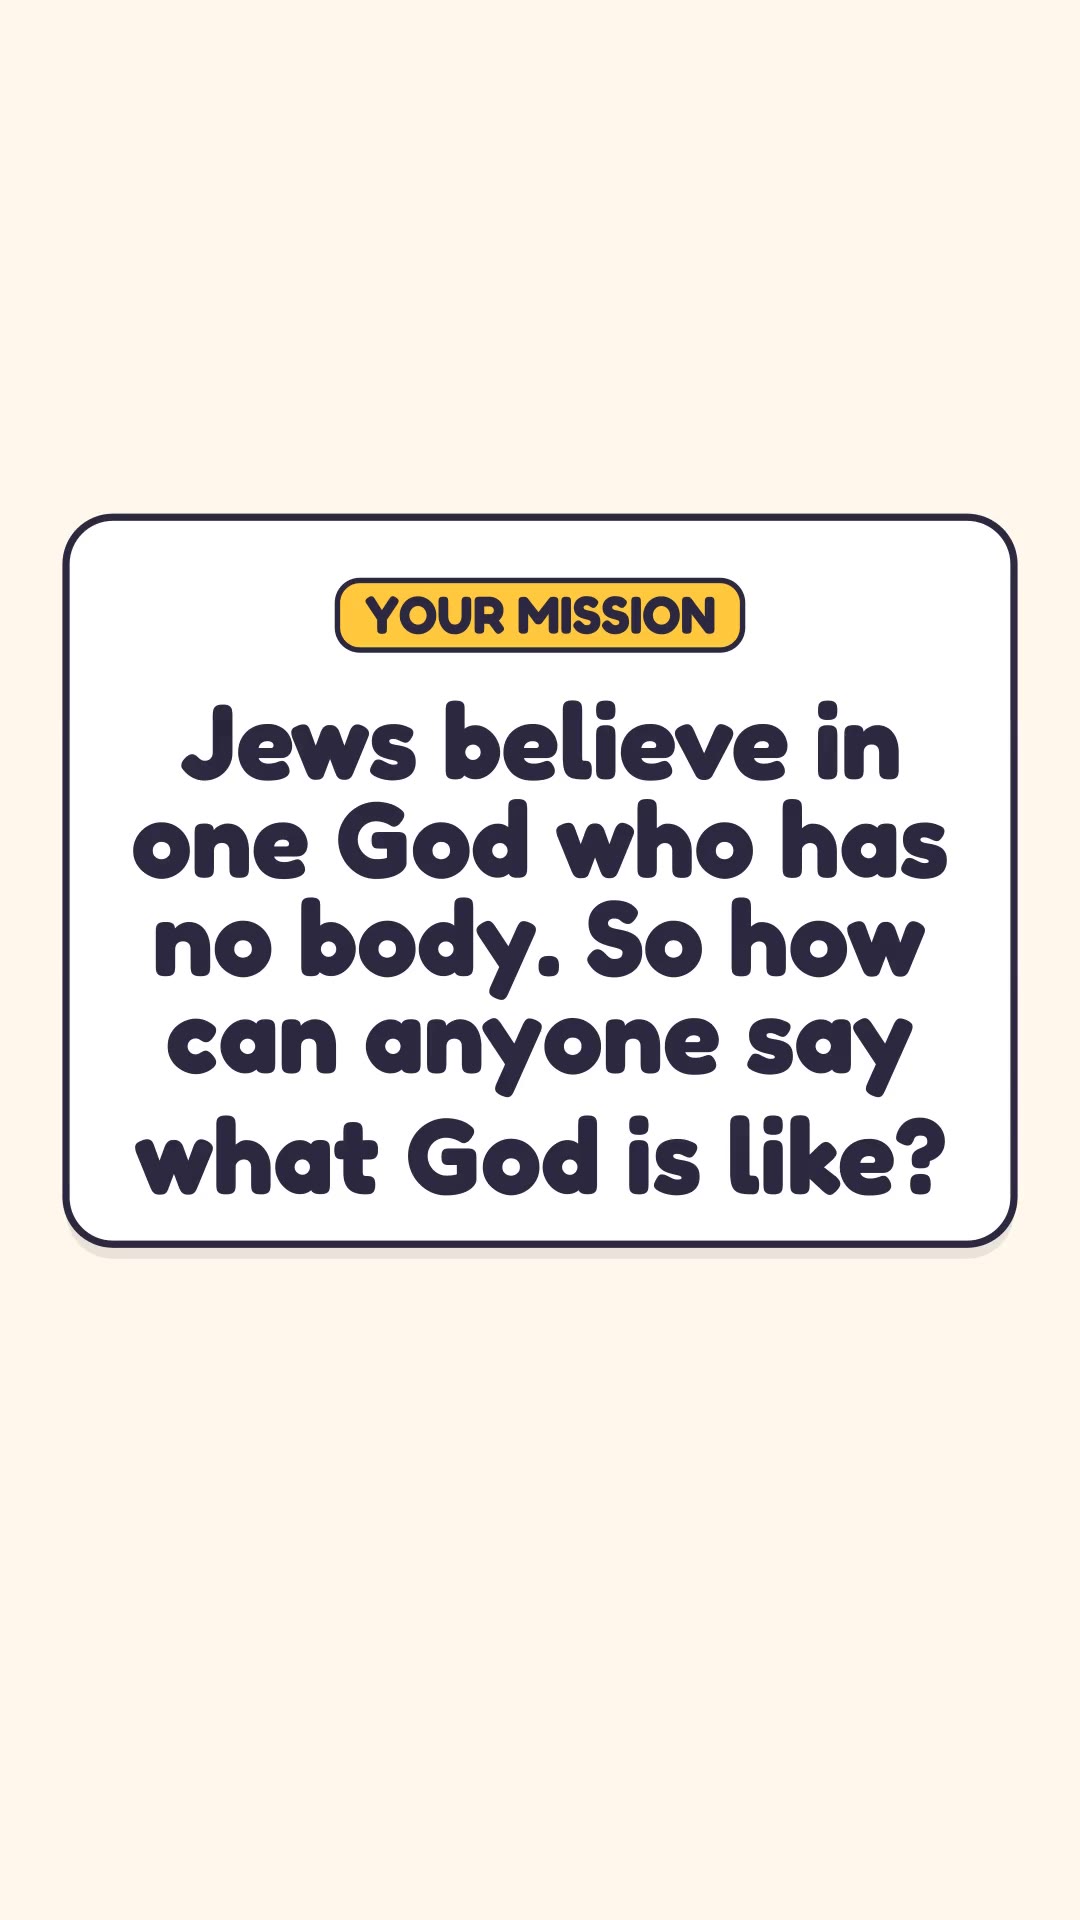 YOUR MISSION
Jews believe in
one God who has
no body. So how
can anyone say
what God is like?